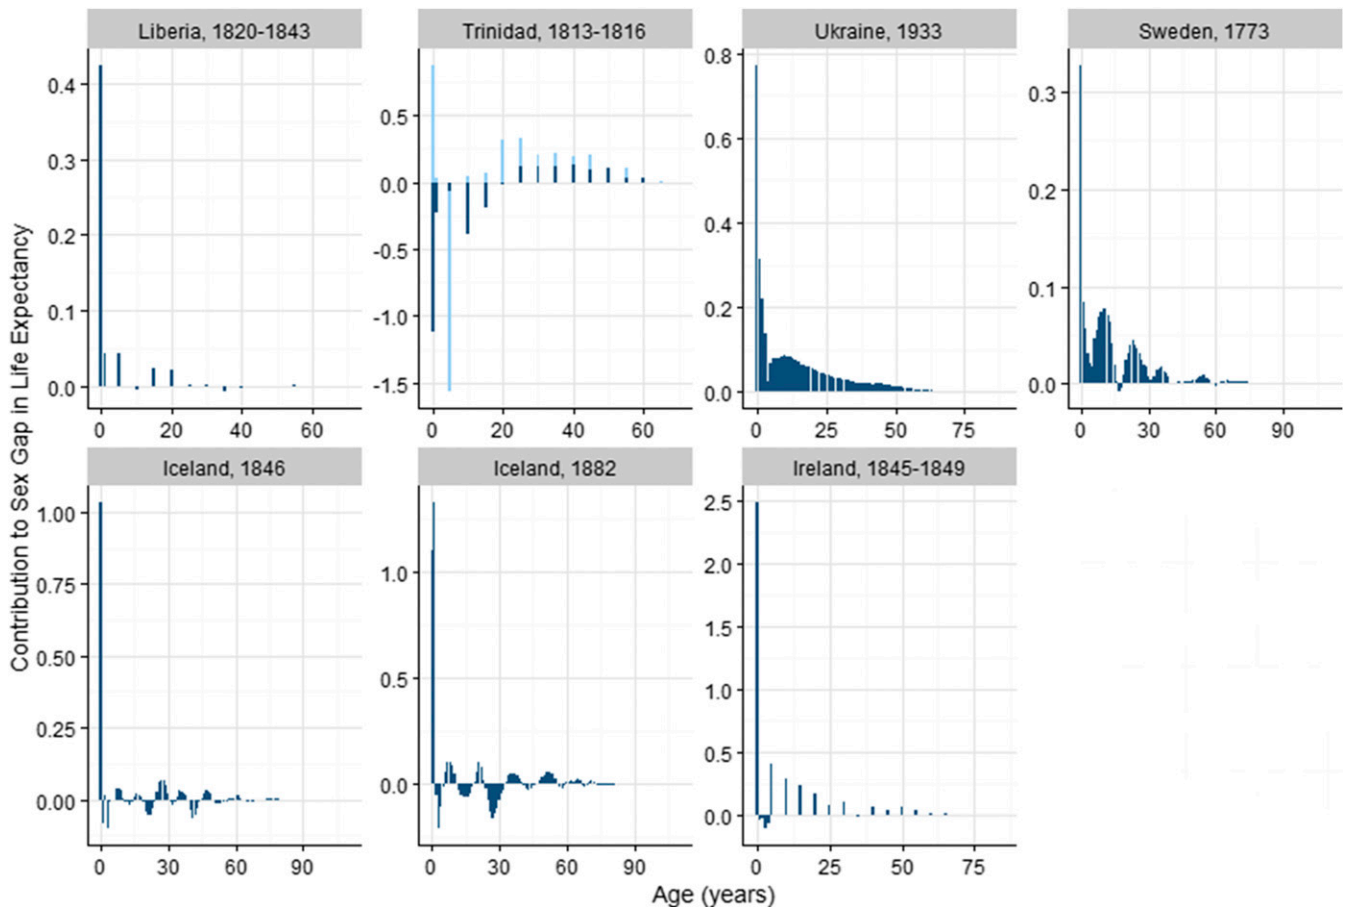 Liberia, 1820-1843
Trinidad, 1813-1816
Ukraine, 1933
Sweden, 1773
0.4
0.3
0.2
0.1
0.0
0.5
0.0
-0.5
-1.0
-1.5
0.8
0.6
0.4
0.2
0.0
0.3
0.2
0.1
0.0
0 20 40 60
0 20 40 60
0 25 50 75
0 30 60 90
Contribution to Sex Gap in Life Expectancy
Iceland, 1846
Iceland, 1882
Ireland, 1845-1849
1.00
0.75
0.50
0.25
0.00
1.0
0.5
0.0
2.5
2.0
1.5
1.0
0.5
0.0
0 30 60 90
0 30 60 90
0 25 50 75
Age (years)